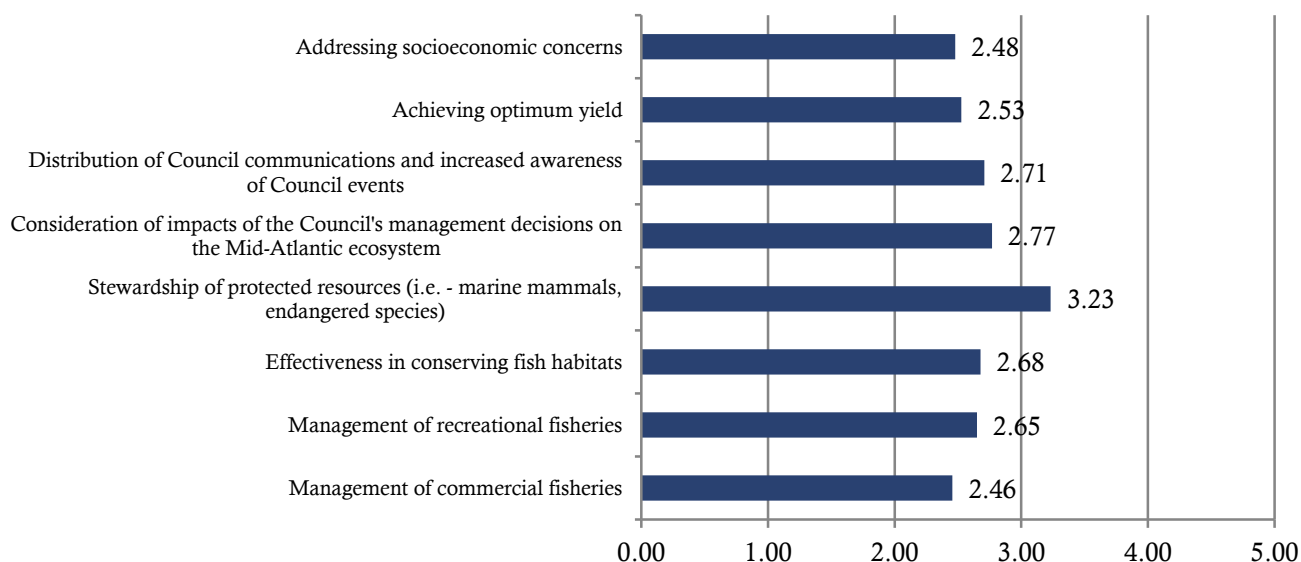 Addressing socioeconomic concerns
2.48
Achieving optimum yield
2.53
Distribution of Council communications and increased awareness
of Council events
2.71
Consideration of impacts of the Council's management decisions on
the Mid-Atlantic ecosystem
2.77
Stewardship of protected resources (i.e. - marine mammals,
endangered species)
3.23
Effectiveness in conserving fish habitats
2.68
Management of recreational fisheries
2.65
Management of commercial fisheries
2.46
0.00 1.00 2.00 3.00 4.00 5.00